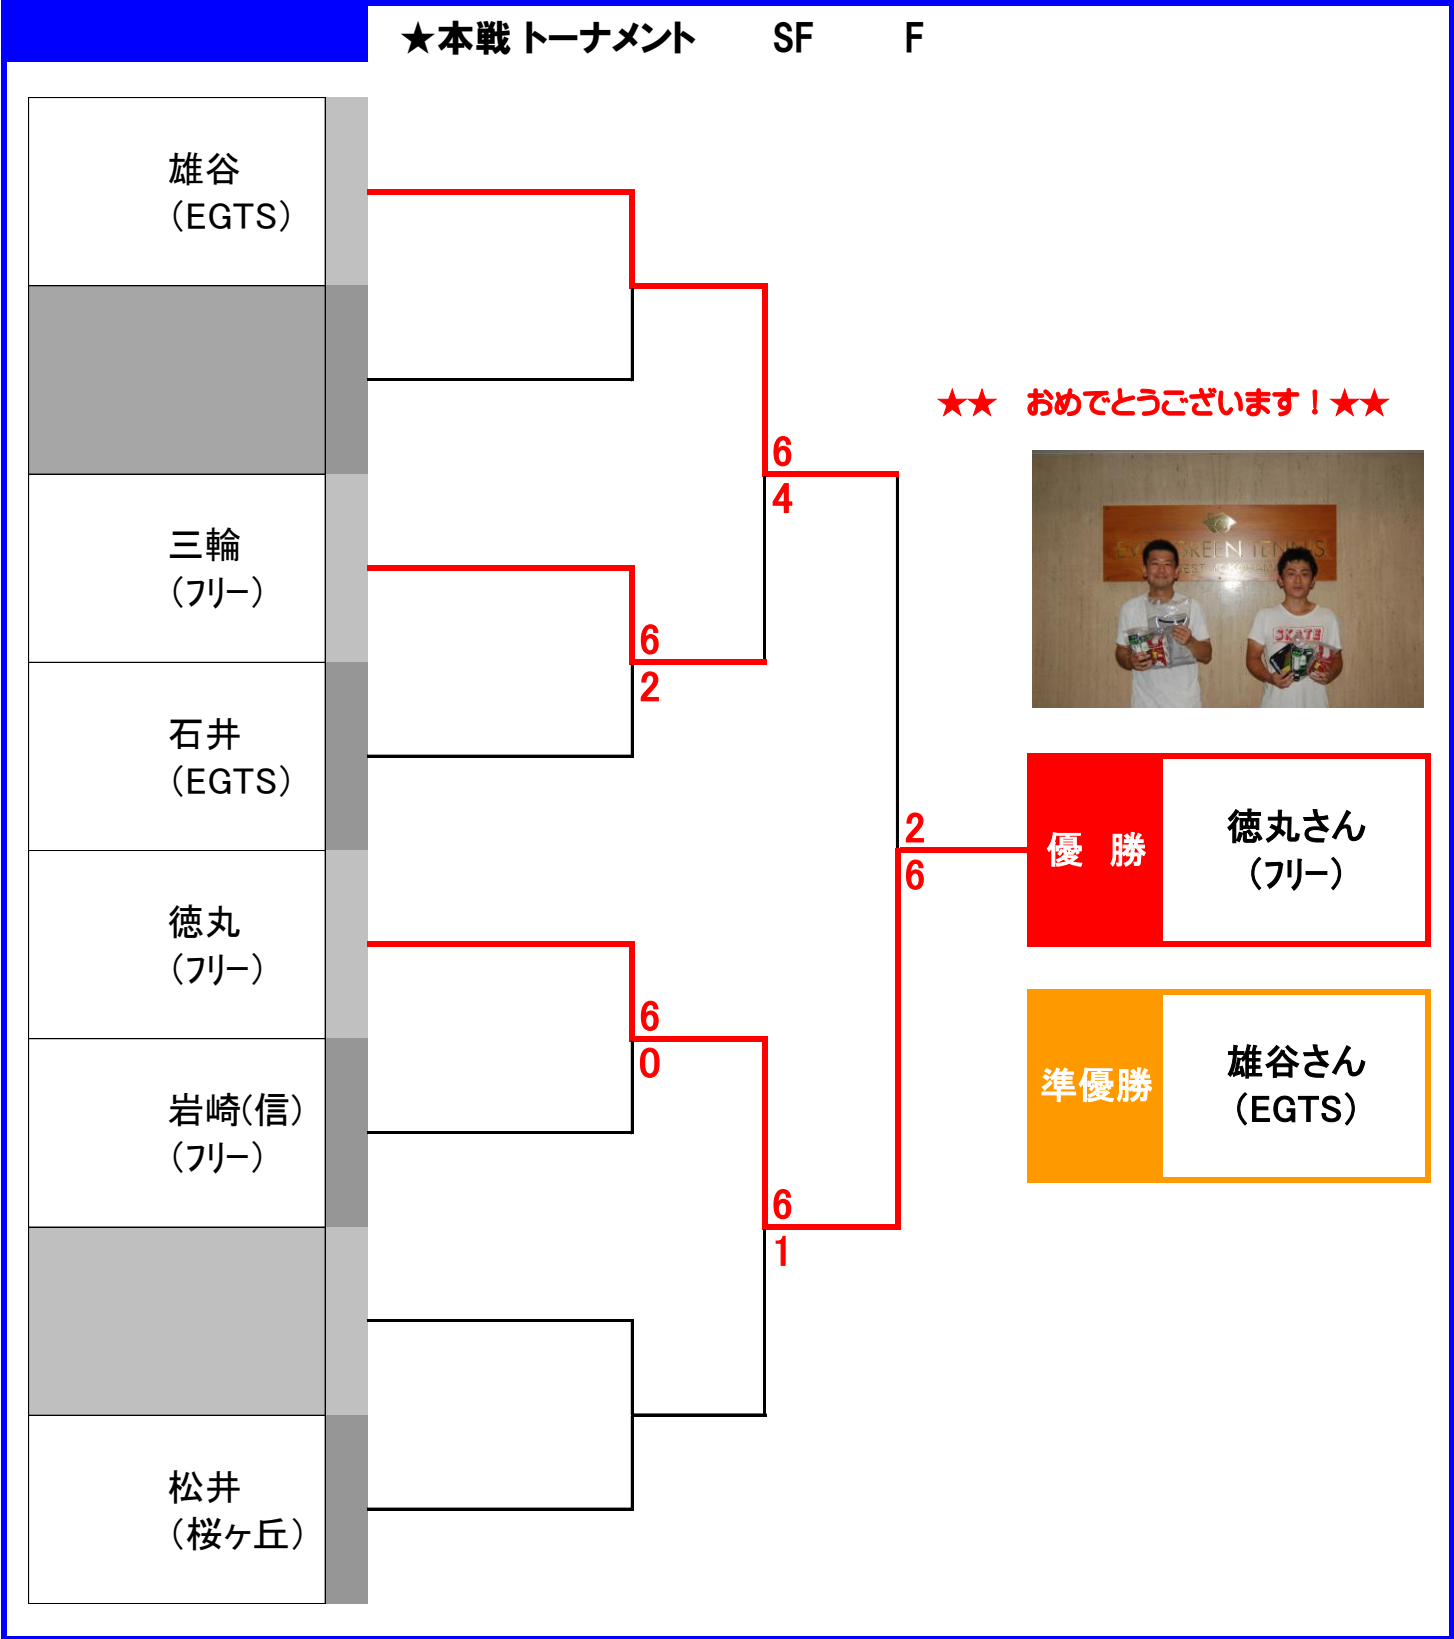 ★本戦 トーナメント SF F
雄谷
（EGTS）
三輪
（フリー）
石井
（EGTS）
徳丸
（フリー）
岩崎(信)
（フリー）
松井
（桜ヶ丘）
6
4
6
2
2
6
6
0
6
1
★★ おめでとうございます！★★
SKATE
優 勝
徳丸さん
（フリー）
準優勝
雄谷さん
（EGTS）